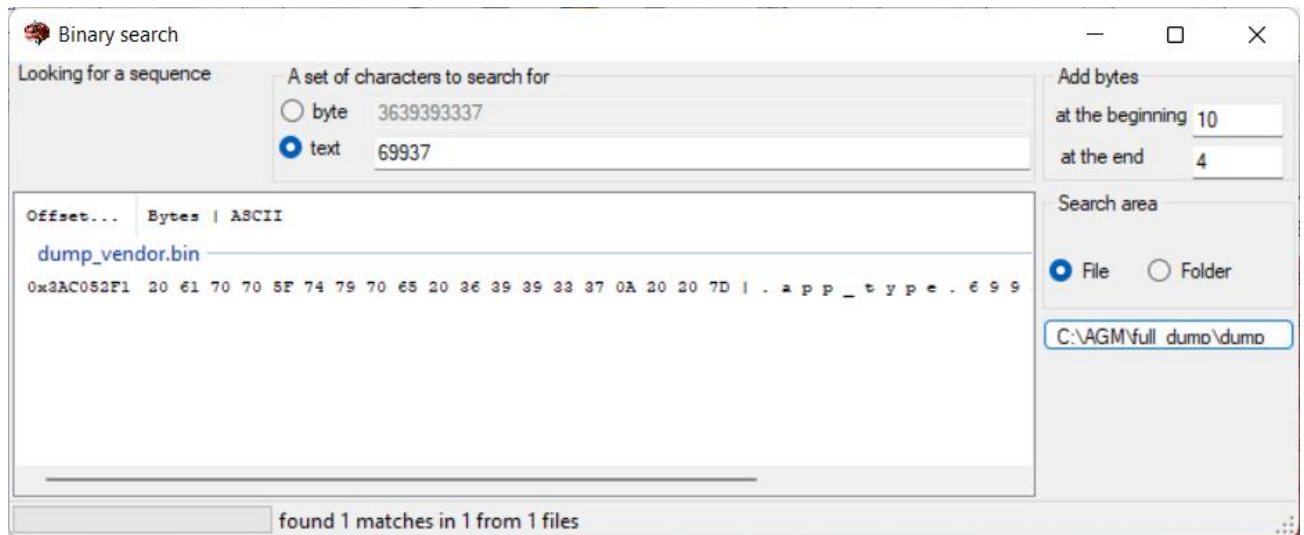 Binary search
Looking for a sequence
A set of characters to search for
byte 3639393337
text 69937
Add bytes
at the beginning 10
at the end 4
Offset... Bytes | ASCII
dump_vendor.bin
0x3AC052F1 20 61 70 70 5F 74 79 70 65 20 36 39 39 33 37 0A 20 20 7D | . a p p _ t y p e . 6 9 9
Search area
File Folder
C:\AGM\full_dump\dump
found 1 matches in 1 from 1 files